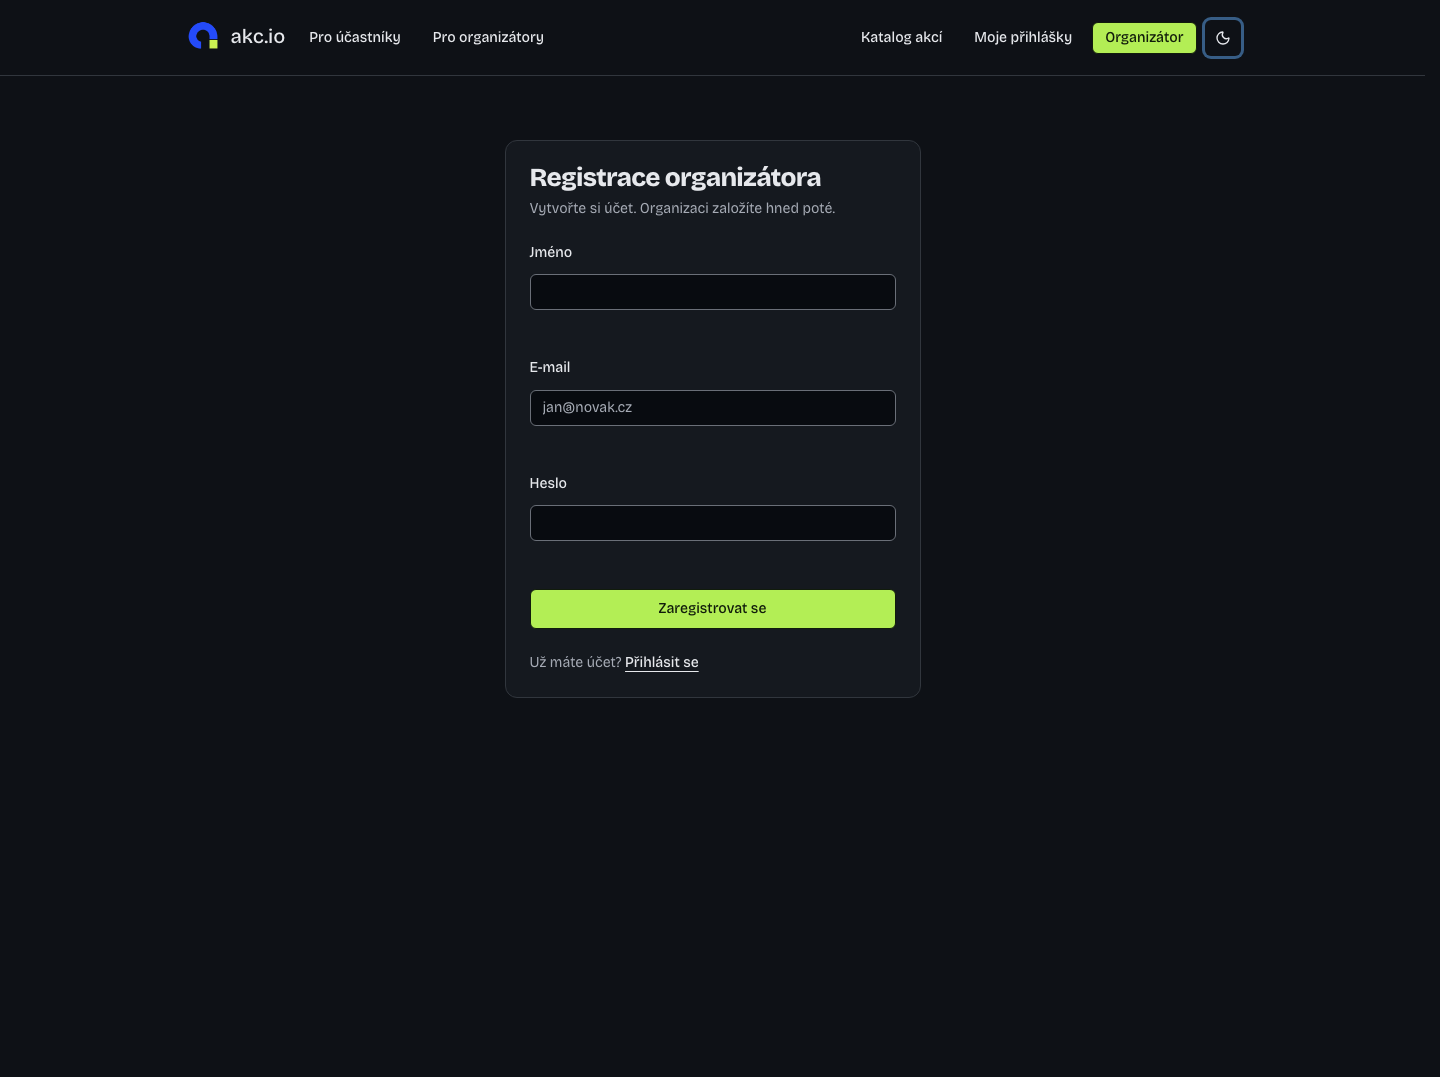 akc.io Pro účastníky Pro organizátory Katalog akcí Moje přihlášky Organizátor
Registrace organizátora
Vytvořte si účet. Organizaci založíte hned poté.
Jméno
E-mail
jan@novak.cz
Heslo
Zaregistrovat se
Už máte účet? Přihlásit se